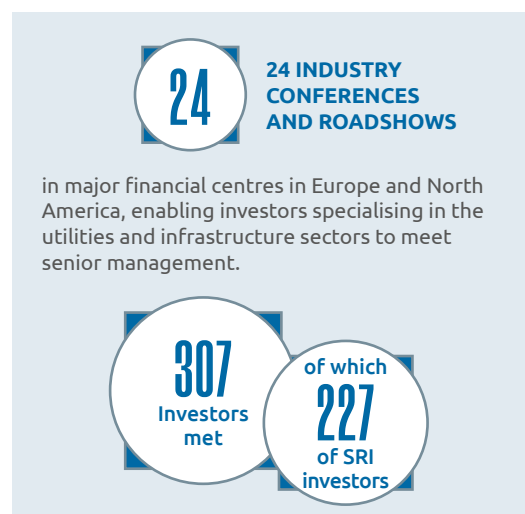 24
24 INDUSTRY
CONFERENCES
AND ROADSHOWS
in major financial centres in Europe and North
America, enabling investors specialising in the
utilities and infrastructure sectors to meet
senior management.
307
Investors
met
of which
227
of SRI
investors